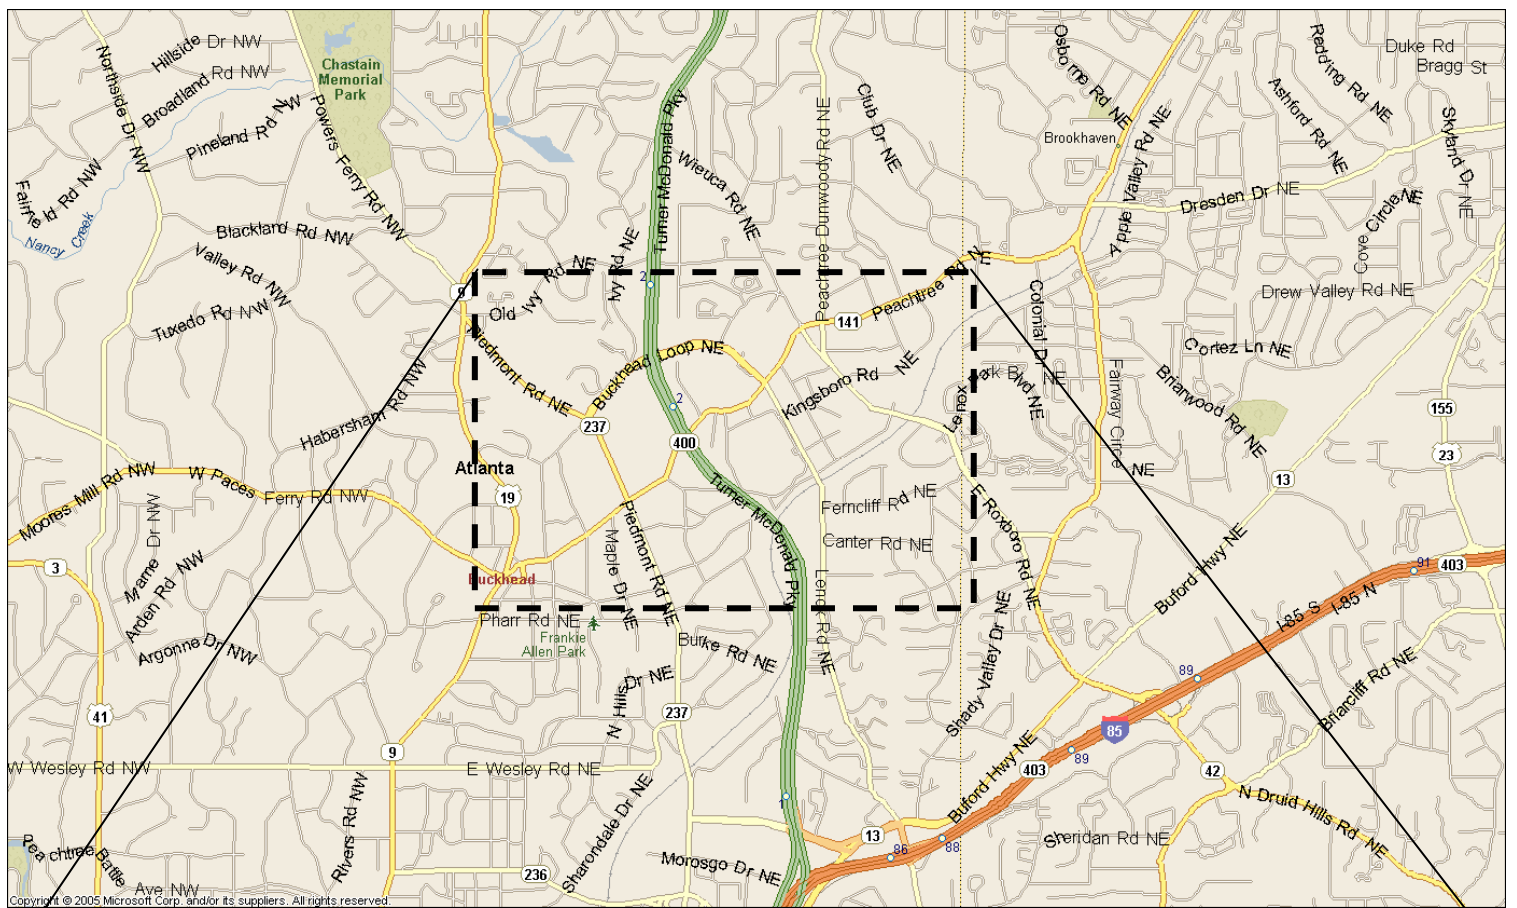 Hillside Dr NW
Broadland Rd NW
Pineland Rd NW
Northside Dr NW
Chastain
Memorial
Park
Powers Ferry Rd NW
Turner McDonald Pky
Wieuca Rd NE
Peachtree Dunwoody Rd NE
Club Dr NE
Osborne Rd NE
Brookhaven
Apple Valley Rd NE
Redding Rd NE
Ashford Rd NE
Duke Rd
Bragg St
Skyland Dr NE
Dresden Dr NE
Cove Circle NE
Nancy Creek
Blackland Rd NW
Valley Rd NW
Tuxedo Rd NW
Habersham Rd NW
9
Old Ivy Rd NE
Ivy Rd NE
2
Peachtree Rd NE
141
Colonial Dr NE
Drew Valley Rd NE
Cortez Ln NE
Piedmont Rd NE
Buckhead Loop NE
Kingsboro Rd NE
Lenox Park Blvd NE
Fairway Circle NE
Briarwood Rd NE
155
2
237
400
23
13
Atlanta
19
Moores Mill Rd NW
W Paces Ferry Rd NW
Turner McDonald Pky
Ferncliff Rd NE
Canter Rd NE
E Roxboro Rd NE
Piedmont Rd NE
Maple Dr NE
Lenox Rd NE
Buford Hwy NE
3
Marne Dr NW
Arden Rd NW
Argonne Dr NW
Buckhead
Pharr Rd NE
Frankie
Allen Park
Burke Rd NE
N Hills Dr NE
Shady Valley Dr NE
91
403
I-85 S
I-85 N
89
Briarcliff Rd NE
41
9
237
85
W Wesley Rd NW
E Wesley Rd NE
403
89
42
Buford Hwy NE
N Druid Hills Rd NE
1
Rivers Rd NW
Sharondale Dr NE
13
86
88
Sheridan Rd NE
Peachtree Battle Ave NW
236
Morosgo Dr NE
Copyright © 2005 Microsoft Corp. and/or its suppliers. All rights reserved.